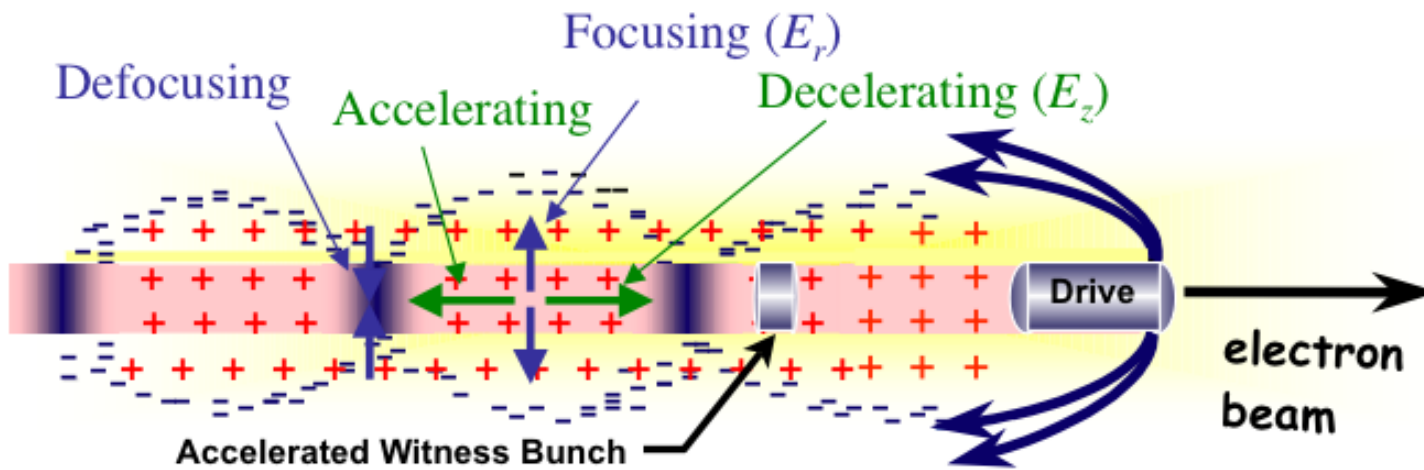 Focusing (E_r)
Defocusing
Accelerating
Decelerating (E_z)
Drive
electron
beam
Accelerated Witness Bunch